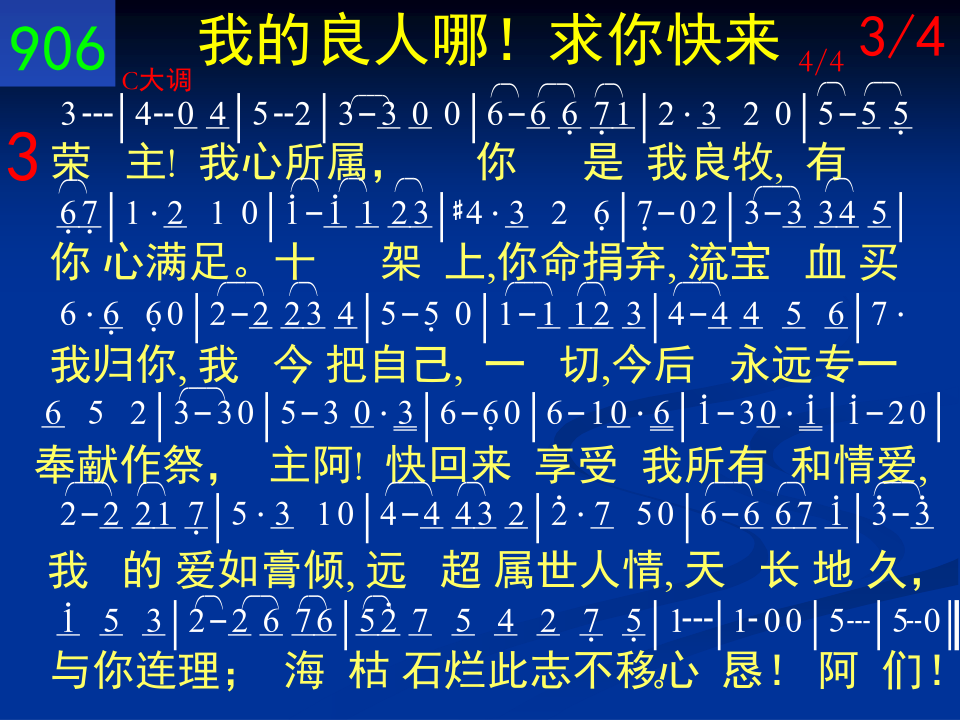 906 我的良人哪！求你快来 4/4 3/4
C大调
3---|4--0 4|5--2|3-3 0 0|6-6 6 71|2·3 2 0|5-5 5
3 荣 主! 我心所属， 你 是 我良牧, 有
67|1·2 1 0|1-1 1 23|#4·3 2 6|7-02|3-3 34 5|
你 心满足。十 架 上,你命捐弃, 流宝 血 买
6·6 60|2-2 23 4|5-5 0|1-1 12 3|4-4 4 5 6|7·
我归你, 我 今 把自己, 一 切,今后 永远专一
6 5 2|3-30|5-3 0·3|6-60|6-10·6|1-30·1|1-20|
奉献作祭， 主阿! 快回来 享受 我所有 和情爱,
2-2 21 7|5·3 10|4-4 43 2|2·7 50|6-6 67 1|3-3
我 的 爱如膏倾, 远 超 属世人情, 天 长 地 久，
1 5 3|2-2 6 76|52 7 5 4 2 7 5|1---|1-00|5---|5--0‖
与你连理； 海 枯 石烂此志不移。心 恳！ 阿 们！